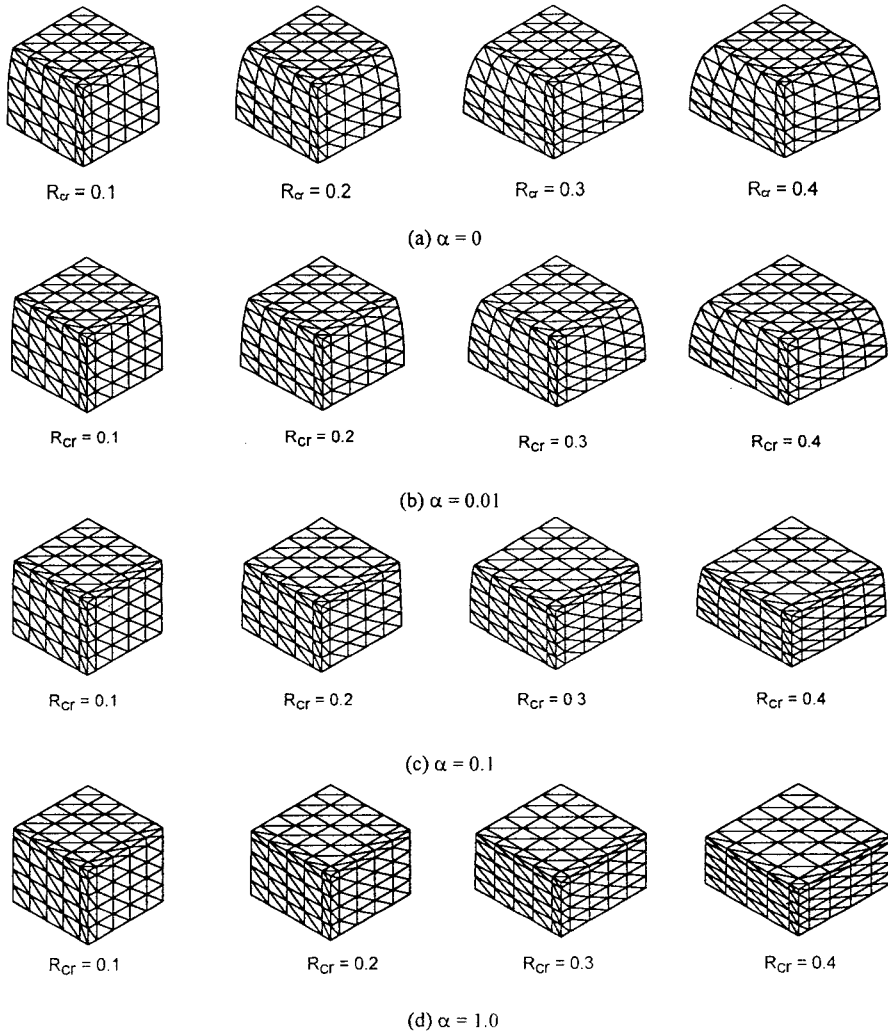 R_cr = 0.1 R_cr = 0.2 R_cr = 0.3 R_cr = 0.4
(a) α = 0
R_Cr = 0.1 R_Cr = 0.2 R_Cr = 0.3 R_Cr = 0.4
(b) α = 0.01
R_Cr = 0.1 R_Cr = 0.2 R_Cr = 0.3 R_Cr = 0.4
(c) α = 0.1
R_Cr = 0.1 R_Cr = 0.2 R_Cr = 0.3 R_Cr = 0.4
(d) α = 1.0